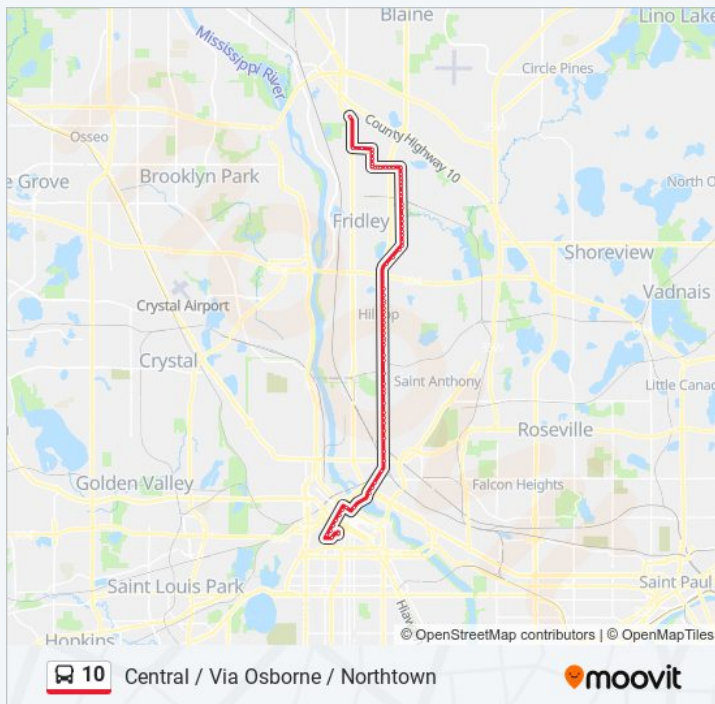 Blaine
Lino Lake
Mississippi River
Circle Pines
County Highway 10
Osseo
e Grove
Brooklyn Park
North O
Fridley
Shoreview
Vadnais
Crystal Airport
Hilltop
Crystal
Saint Anthony
Little Canad
Roseville
Golden Valley
Falcon Heights
Saint Louis Park
Saint Paul
Hiaw
Hopkins
© OpenStreetMap contributors | © OpenMapTiles
10 Central / Via Osborne / Northtown
moovit